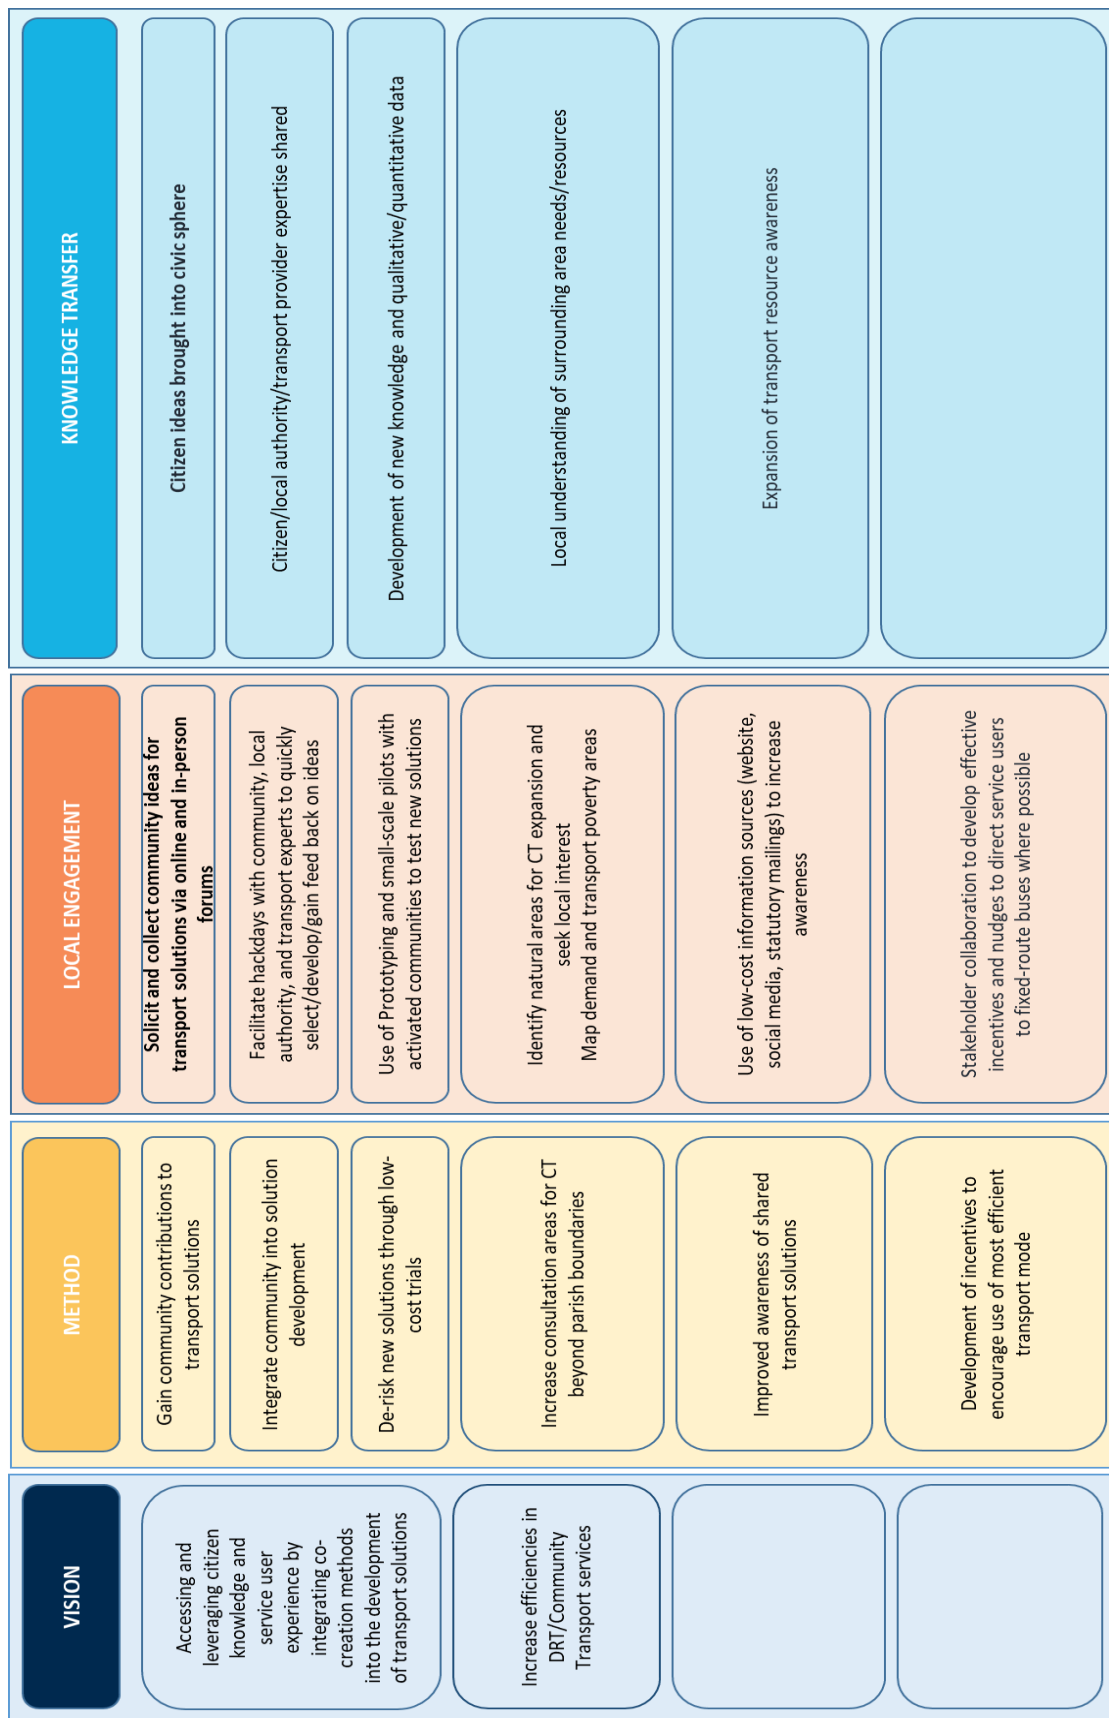 VISION
METHOD
LOCAL ENGAGEMENT
KNOWLEDGE TRANSFER
Accessing and
leveraging citizen
knowledge and
service user
experience by
integrating co-
creation methods
into the development
of transport solutions
Gain community contributions to
transport solutions
Solicit and collect community ideas for
transport solutions via online and in-person
forums
Citizen ideas brought into civic sphere
Integrate community into solution
development
Facilitate hackdays with community, local
authority, and transport experts to quickly
select/develop/gain feed back on ideas
Citizen/local authority/transport provider expertise shared
De-risk new solutions through low-
cost trials
Use of Prototyping and small-scale pilots with
activated communities to test new solutions
Development of new knowledge and qualitative/quantitative data
Increase efficiencies in
DRT/Community
Transport services
Increase consultation areas for CT
beyond parish boundaries
Identify natural areas for CT expansion and
seek local interest
Map demand and transport poverty areas
Local understanding of surrounding area needs/resources
Improved awareness of shared
transport solutions
Use of low-cost information sources (website,
social media, statutory mailings) to increase
awareness
Expansion of transport resource awareness
Development of incentives to
encourage use of most efficient
transport mode
Stakeholder collaboration to develop effective
incentives and nudges to direct service users
to fixed-route buses where possible